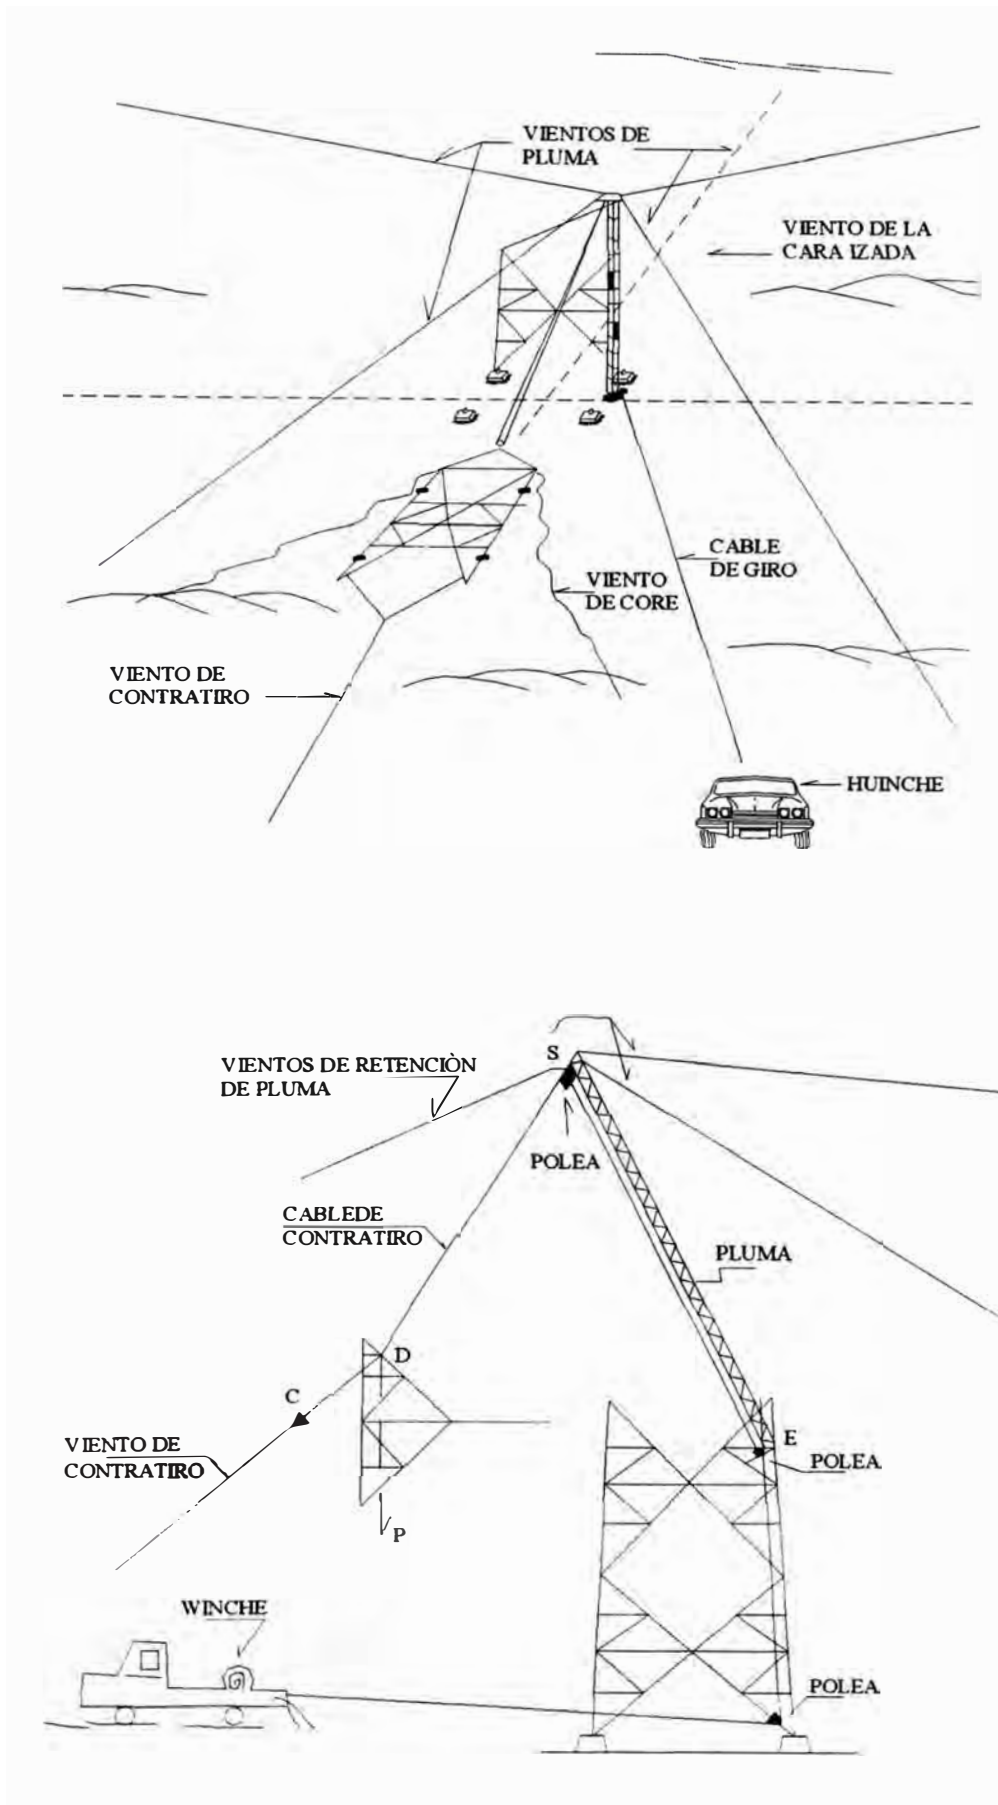 VIENTOS DE
PLUMA
VIENTO DE LA
CARA IZADA
CABLE
DE GIRO
VIENTO
DE CORE
VIENTO DE
CONTRATIRO
HUINCHE
S
VIENTOS DE RETENCIÒN
DE PLUMA
POLEA
CABLEDE
CONTRATIRO
PLUMA
D
C
E
VIENTO DE
CONTRATIRO
POLEA
P
WINCHE
POLEA